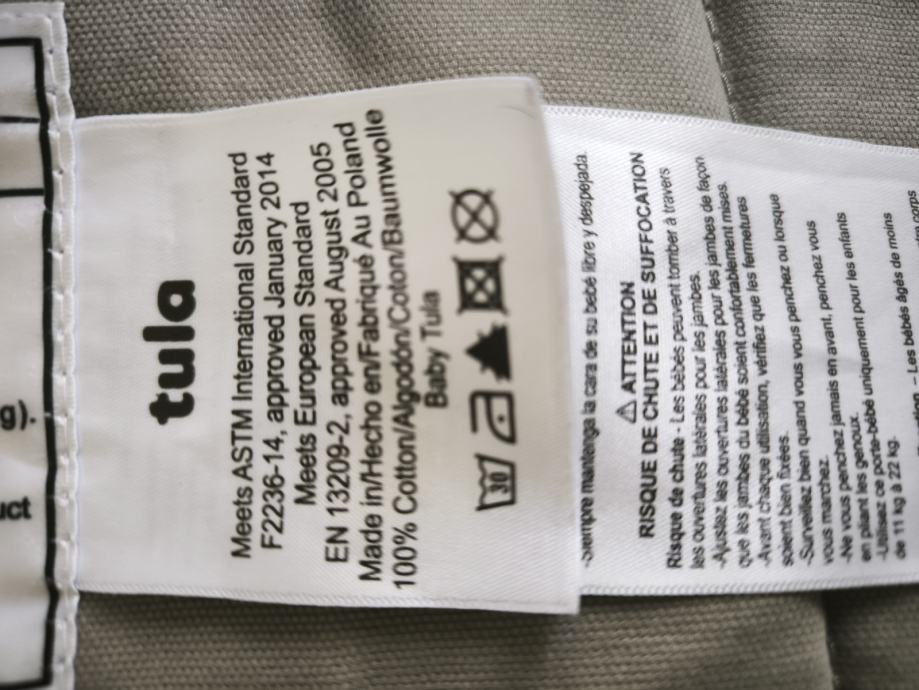 g).
uct
tula
Meets ASTM International Standard
F2236-14, approved January 2014
Meets European Standard
EN 13209-2, approved August 2005
Made in/Hecho en/Fabriqué Au Poland
100% Cotton/Algodón/Coton/Baumwolle
Baby Tula
30
-Siempre mantenga la cara de su bebé libre y despejada.
⚠ ATTENTION
RISQUE DE CHUTE ET DE SUFFOCATION
Risque de chute - Les bébés peuvent tomber à travers
les ouvertures latérales pour les jambes.
-Ajustez les ouvertures latérales pour les jambes de façon
que les jambes du bébé soient confortablement mises.
-Avant chaque utilisation, vérifiez que les fermetures
soient bien fixées.
-Surveillez bien quand vous vous penchez ou lorsque
vous marchez.
-Ne vous penchez jamais en avant, penchez vous
en pliant les genoux.
-Utilisez ce porte-bébé uniquement pour les enfants
de 11 kg à 22 kg.
- Les bébés âgés de moins
corps